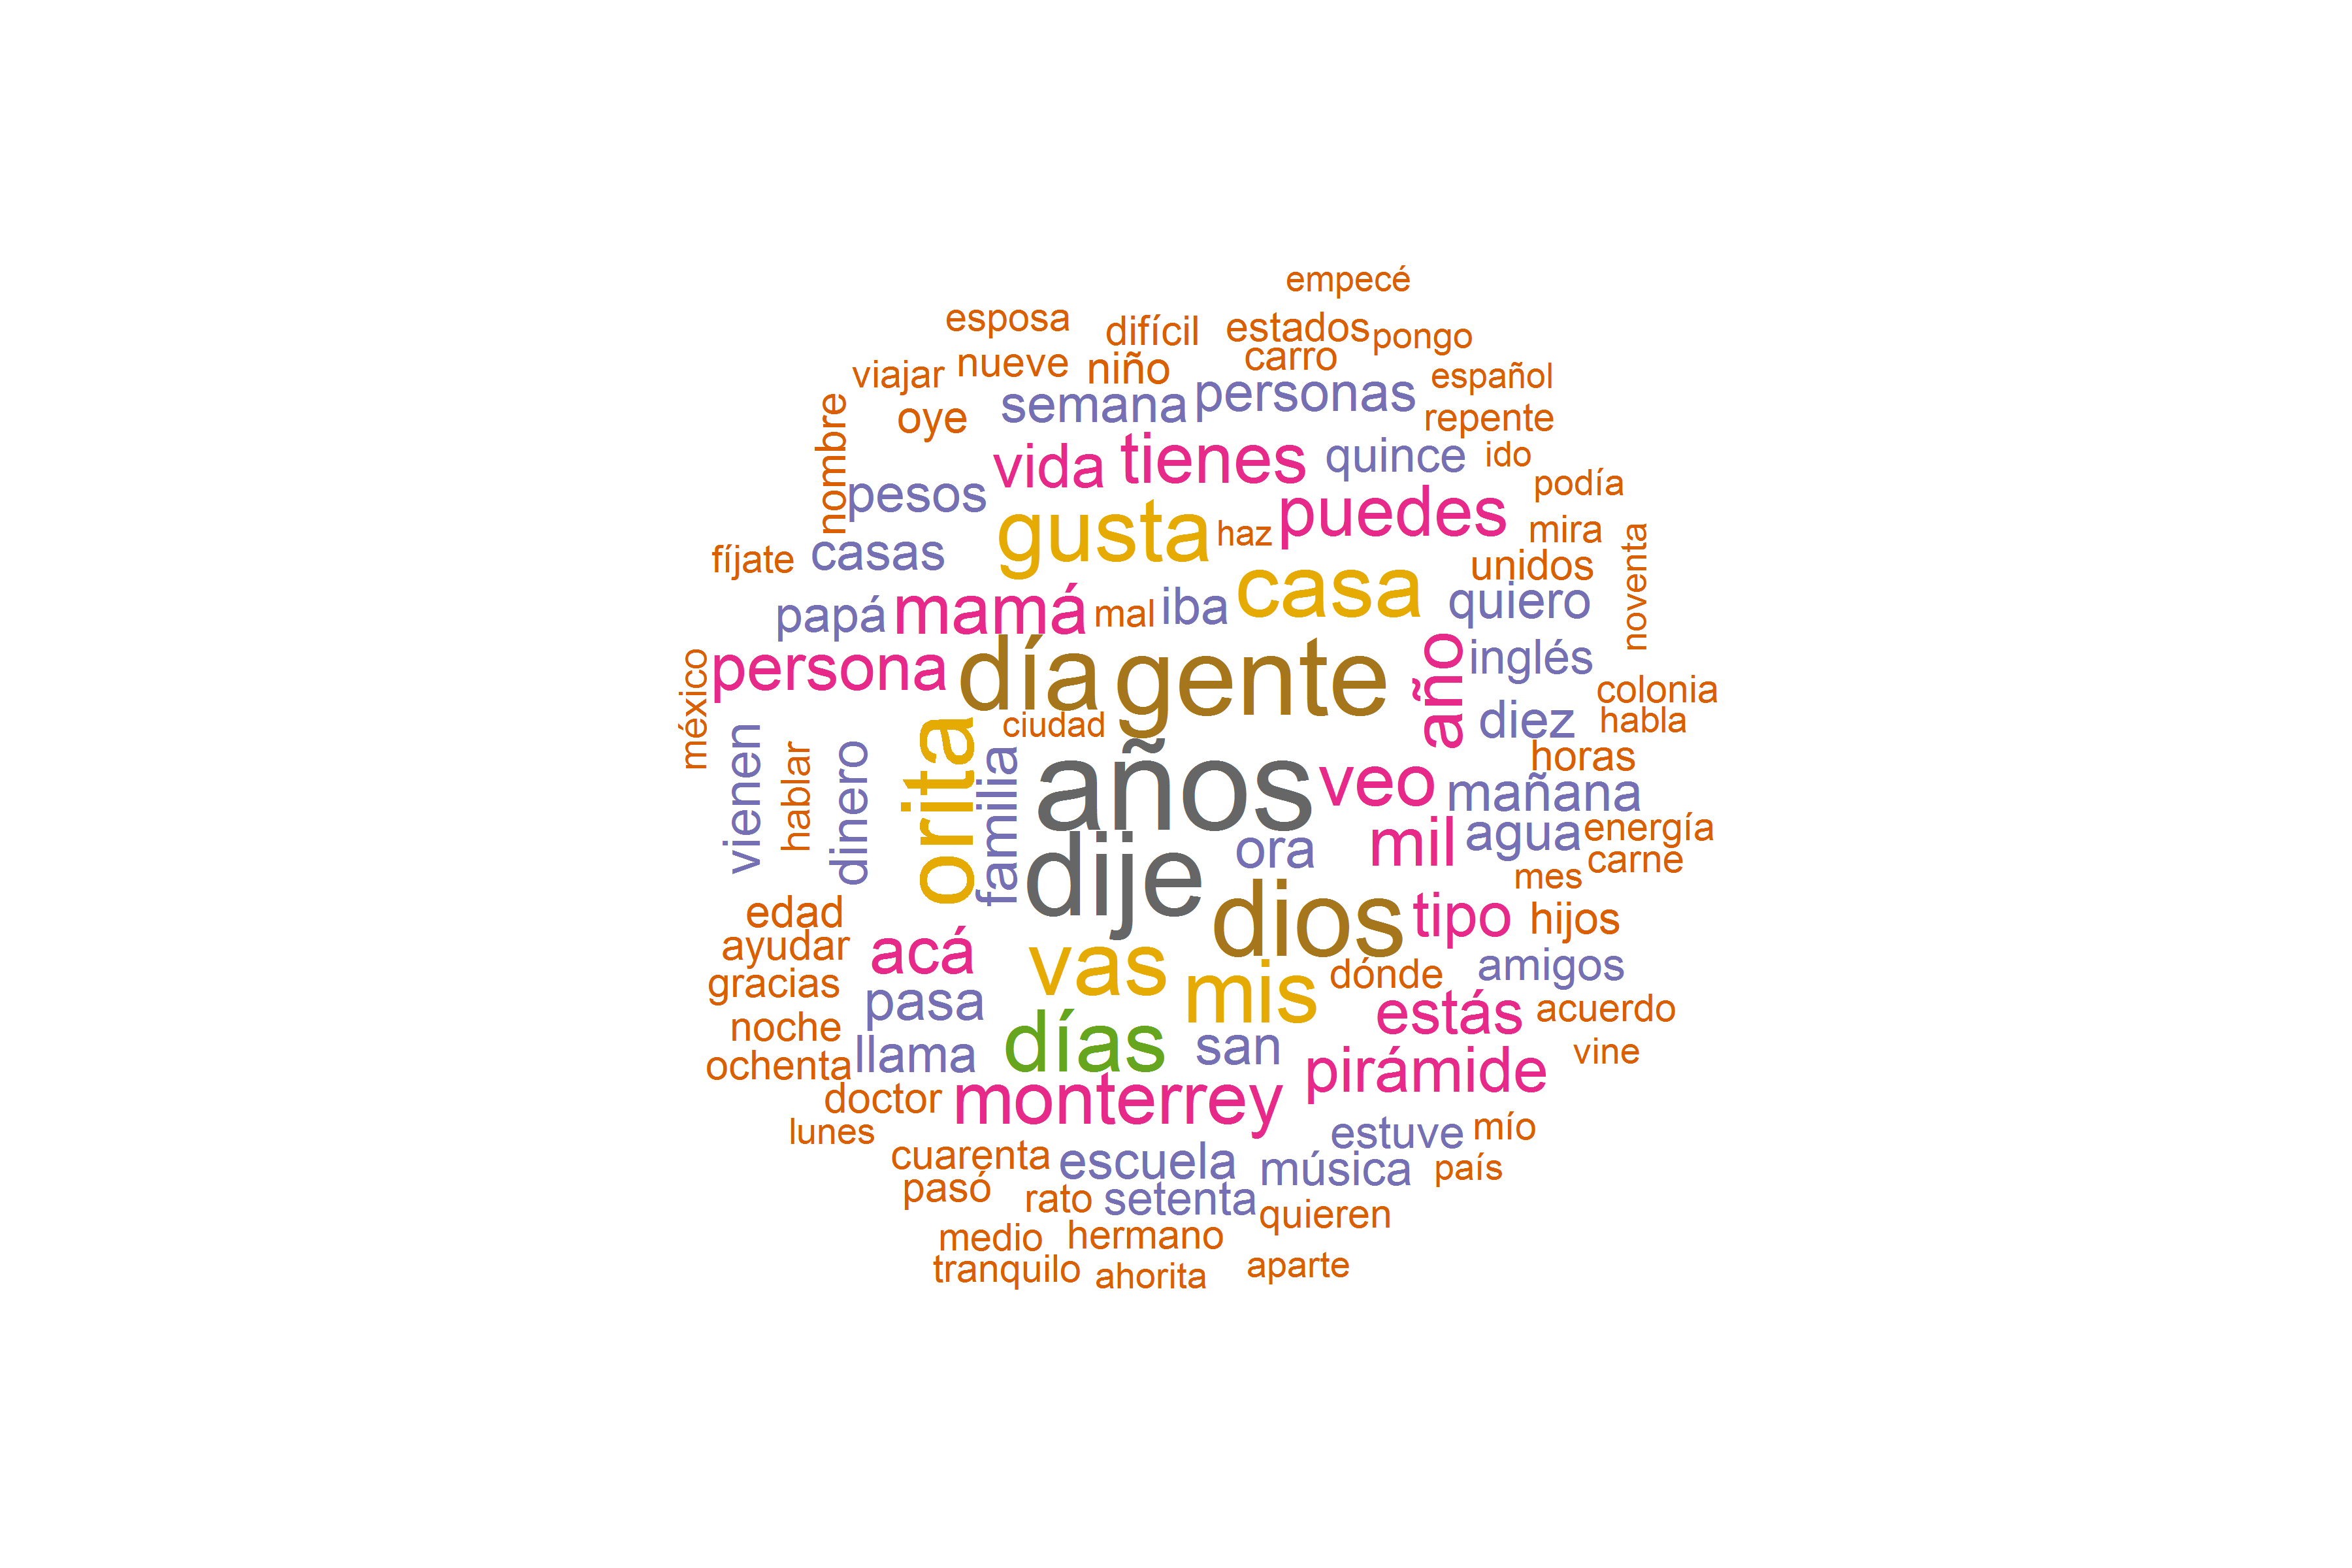 empecé
esposa difícil estados pongo
viajar nueve niño carro español
nombre oye semana personas repente
pesos vida tienes quince ido podía
fíjate casas gusta haz puedes mira noventa
unidos
papá mamá mal iba casa quiero
méxico persona día gente año inglés
colonia
ciudad diez habla
vienen hablar dinero orita familia años veo horas
mañana
dije ora mil agua energía
carne
mes
edad dios tipo hijos
ayudar acá vas dónde amigos
gracias pasa mis estás acuerdo
noche
ochenta llama días san pirámide vine
doctor monterrey
lunes estuve mío
cuarenta escuela música país
pasó rato setenta quieren
medio hermano
tranquilo ahorita aparte